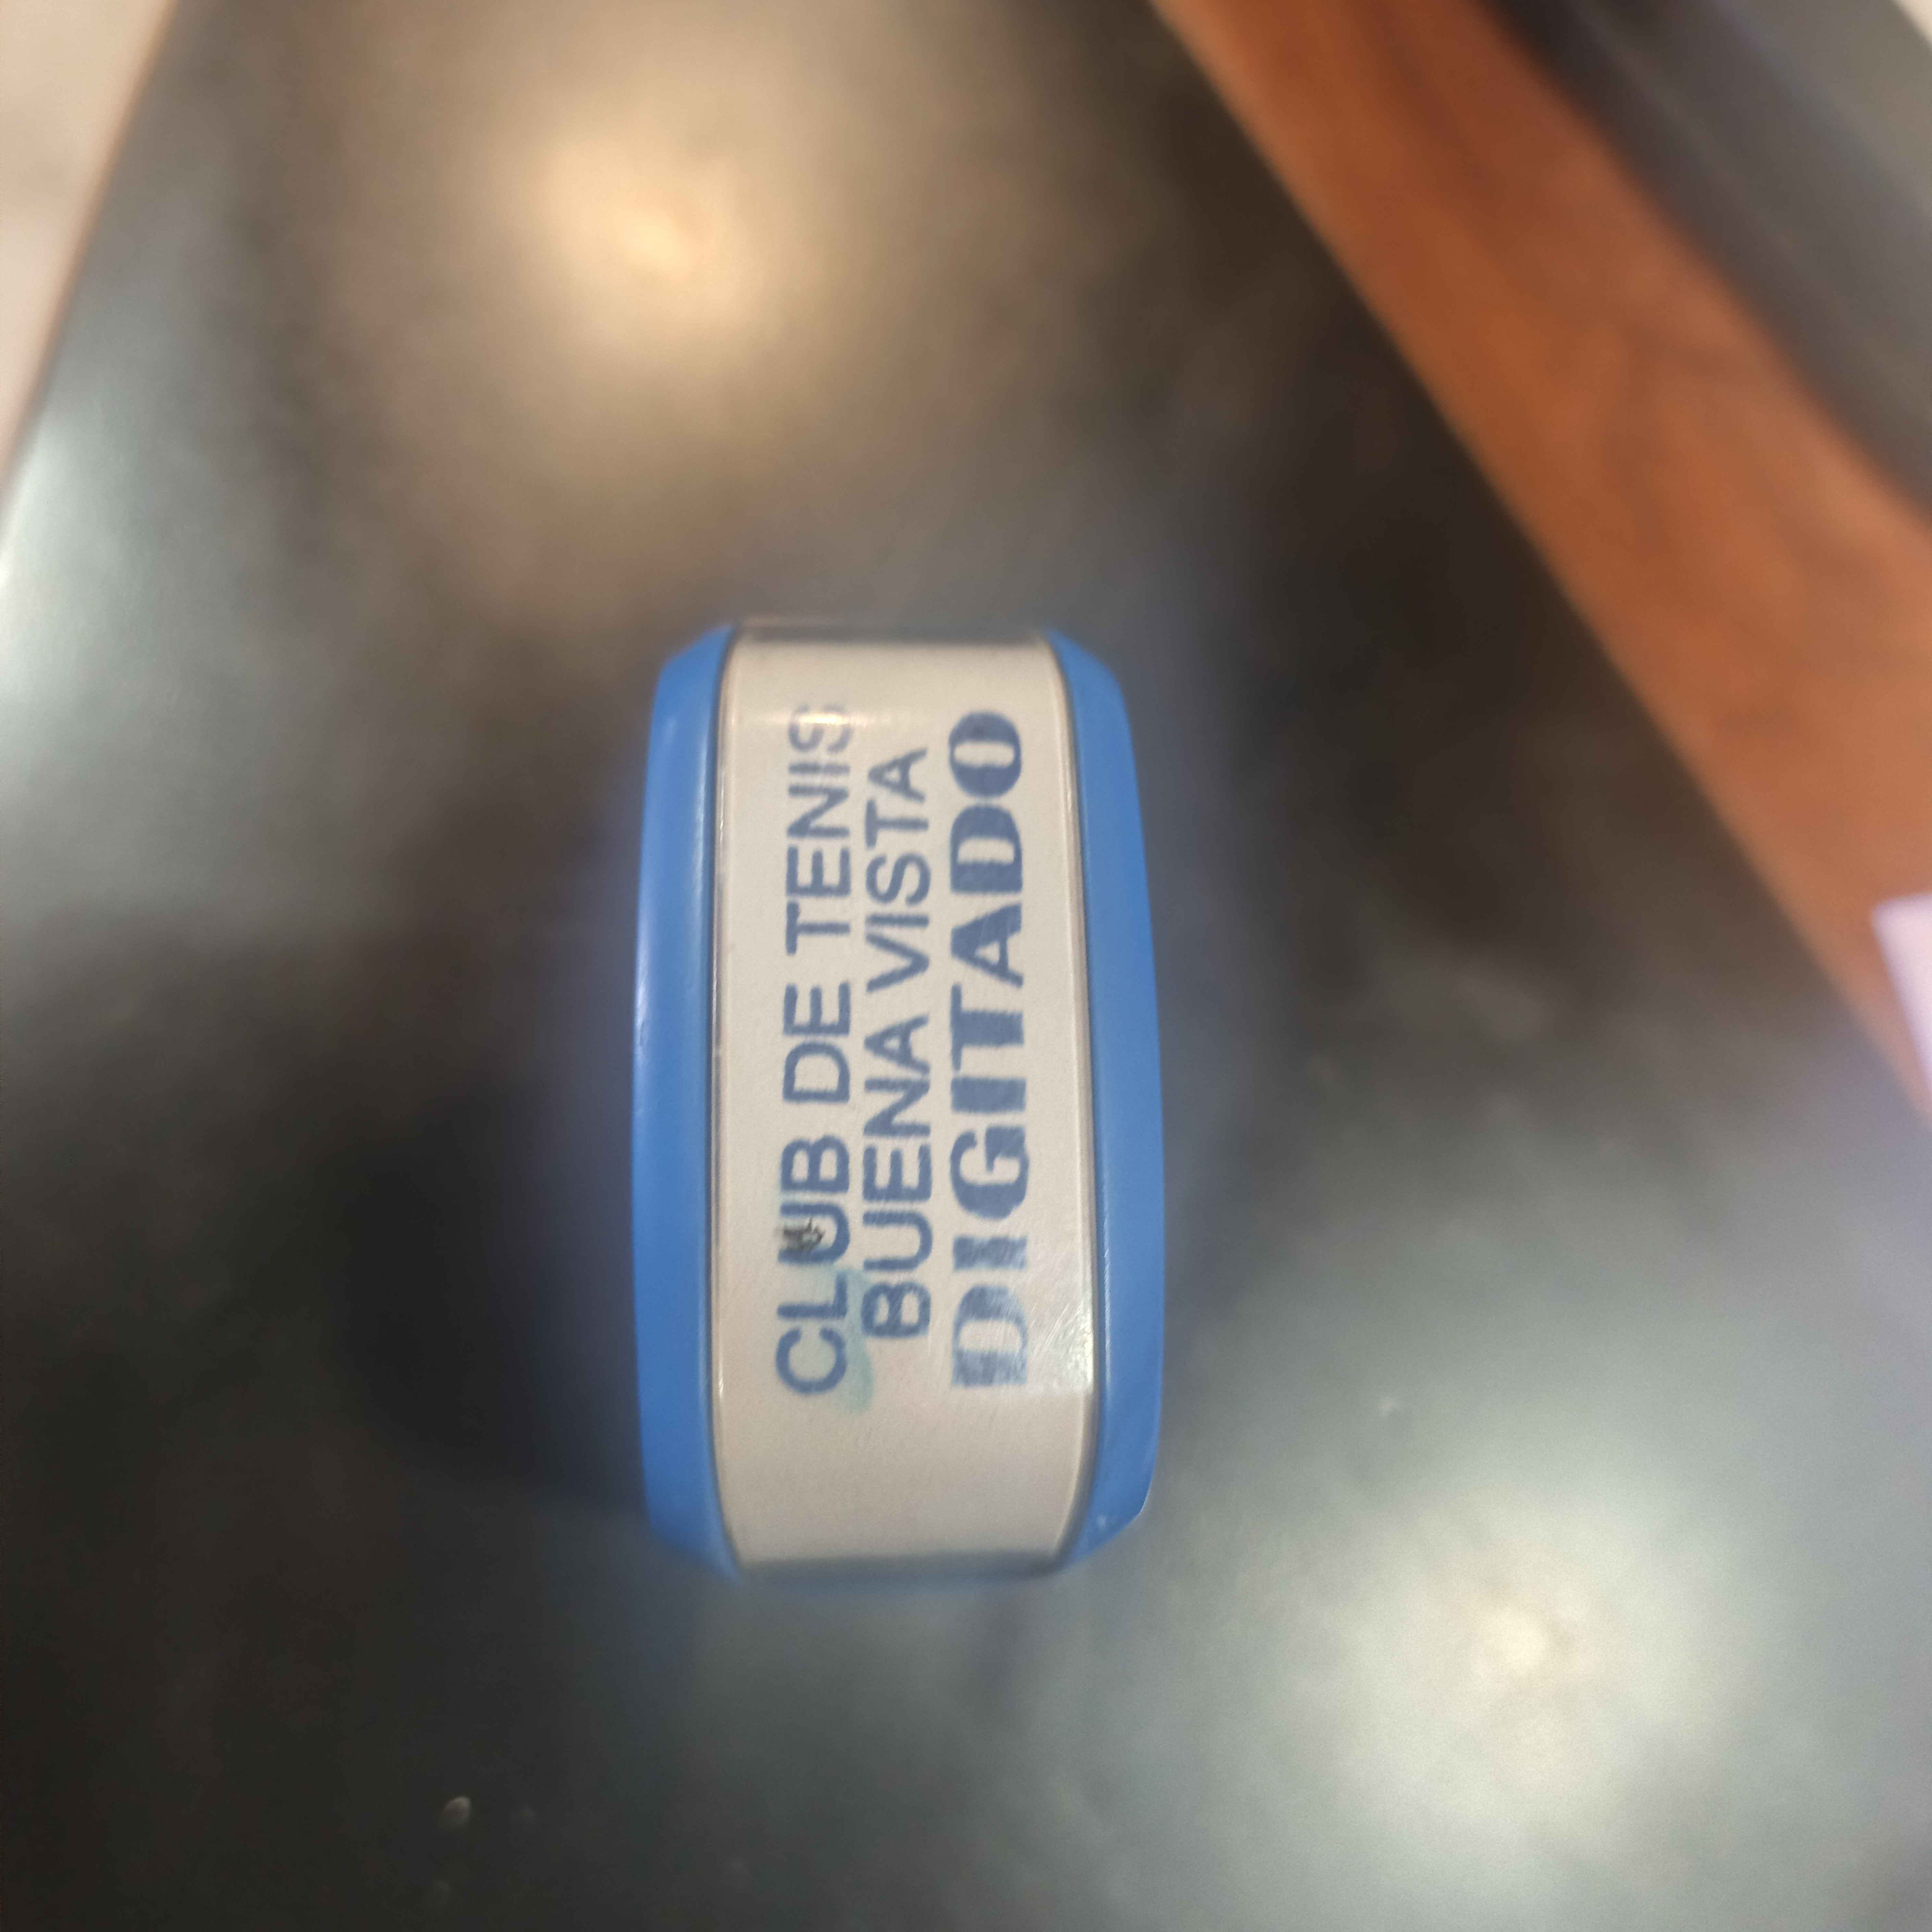 CLUB DE TENIS
BUENA VISTA
DIGITADO